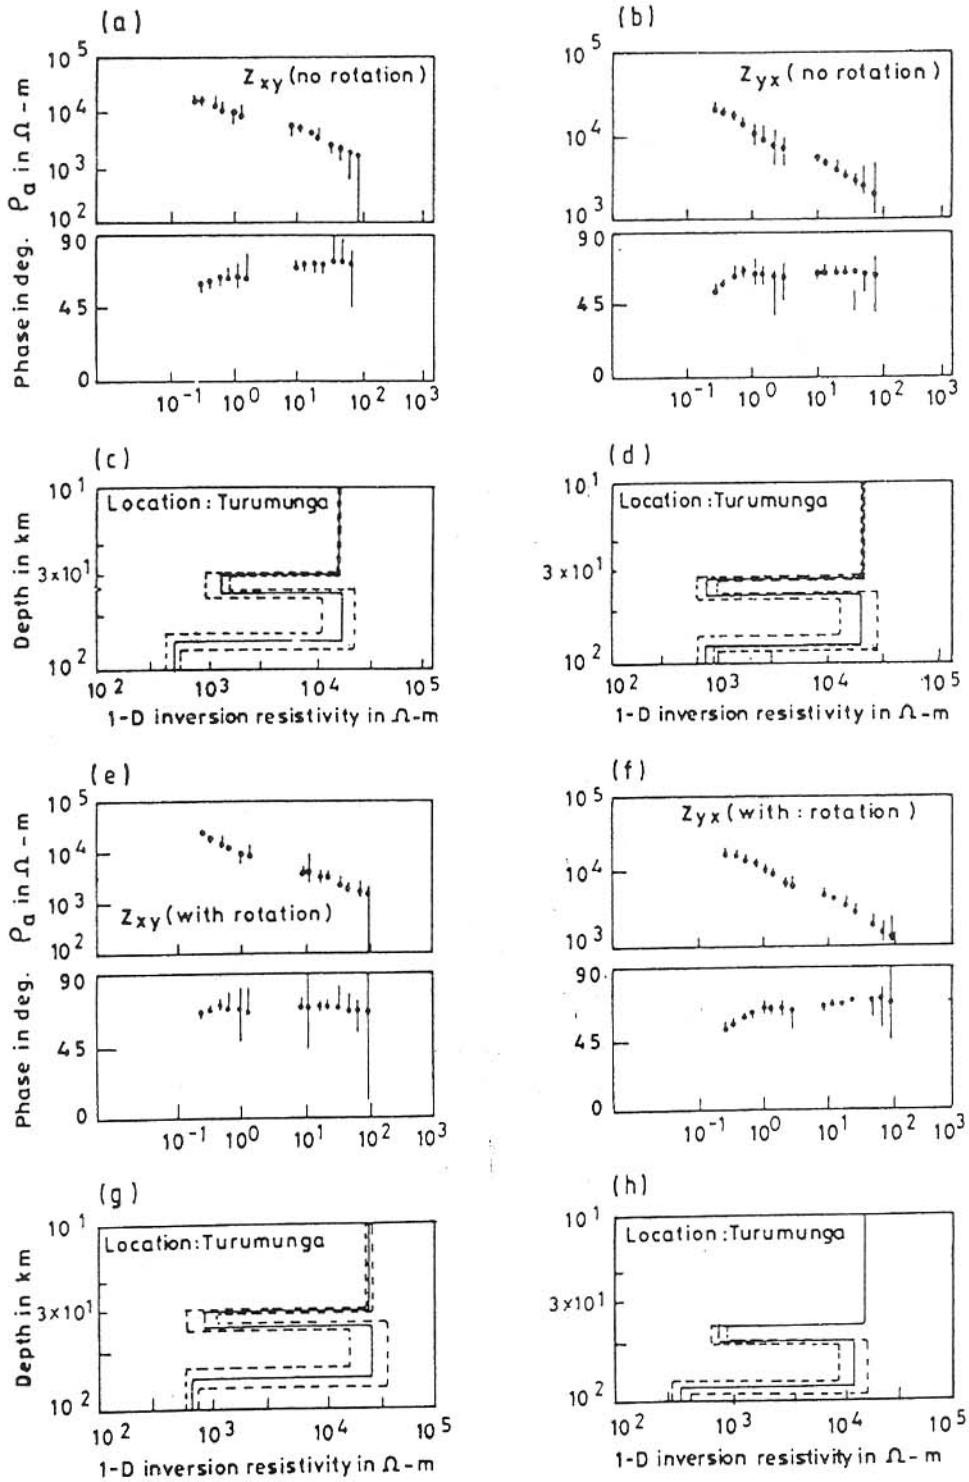 (a)
10^5
10^4
10^3
10^2
ρa in Ω - m
Zxy (no rotation)
90
45
0
Phase in deg.
10^-1 10^0 10^1 10^2 10^3
(b)
10^5
10^4
10^3
Zyx ( no rotation)
90
45
0
10^-1 10^0 10^1 10^2 10^3
(c)
10^1
3×10^1
10^2
Depth in km
Location : Turumunga
10^2 10^3 10^4 10^5
1-D inversion resistivity in Ω-m
(d)
10^1
3×10^1
10^2
Location : Turumunga
10^2 10^3 10^4 10^5
1-D inversion resistivity in Ω-m
(e)
10^5
10^4
10^3
10^2
ρa in Ω - m
Zxy (with rotation)
90
45
0
Phase in deg.
10^-1 10^0 10^1 10^2 10^3
(f)
10^5
10^4
10^3
Zyx (with : rotation )
90
45
0
10^-1 10^0 10^1 10^2 10^3
(g)
10^1
3×10^1
10^2
Depth in km
Location: Turumunga
10^2 10^3 10^4 10^5
1-D inversion resistivity in Ω-m
(h)
10^1
3×10^1
10^2
Location : Turumunga
10^2 10^3 10^4 10^5
1-D inversion resistivity in Ω - m